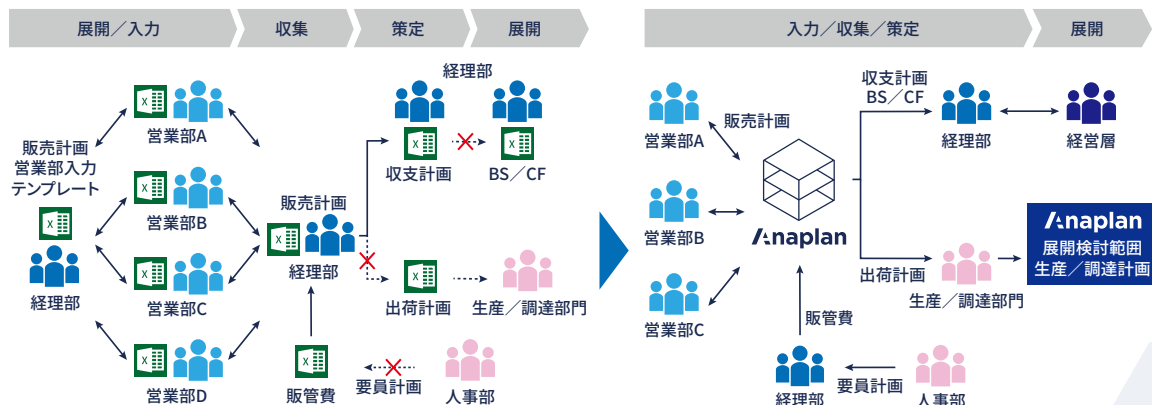 展開／入力
収集
策定
展開
経理部
営業部A
販売計画
営業部入力
テンプレート
収支計画
BS／CF
営業部B
販売計画
経理部
経理部
営業部C
出荷計画
生産／調達部門
営業部D
販管費
要員計画
人事部
入力／収集／策定
展開
収支計画
BS／CF
営業部A
販売計画
経理部
経営層
営業部B
Anaplan
Anaplan
展開検討範囲
生産／調達計画
出荷計画
生産／調達部門
営業部C
販管費
経理部
要員計画
人事部